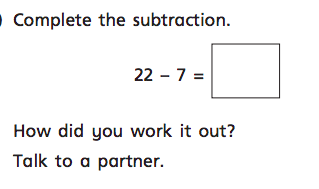 Complete the subtraction.
22 – 7 =
How did you work it out?
Talk to a partner.